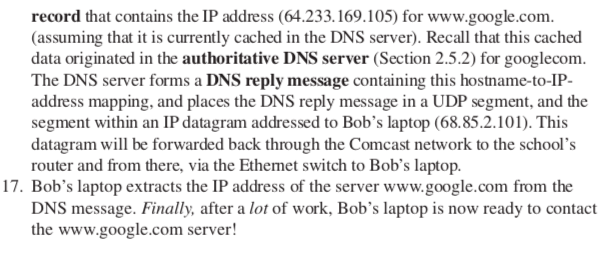 record that contains the IP address (64.233.169.105) for www.google.com.
(assuming that it is currently cached in the DNS server). Recall that this cached
data originated in the authoritative DNS server (Section 2.5.2) for googlecom.
The DNS server forms a DNS reply message containing this hostname-to-IP-
address mapping, and places the DNS reply message in a UDP segment, and the
segment within an IP datagram addressed to Bob's laptop (68.85.2.101). This
datagram will be forwarded back through the Comcast network to the school's
router and from there, via the Ethernet switch to Bob's laptop.
17. Bob's laptop extracts the IP address of the server www.google.com from the
DNS message. Finally, after a lot of work, Bob's laptop is now ready to contact
the www.google.com server!